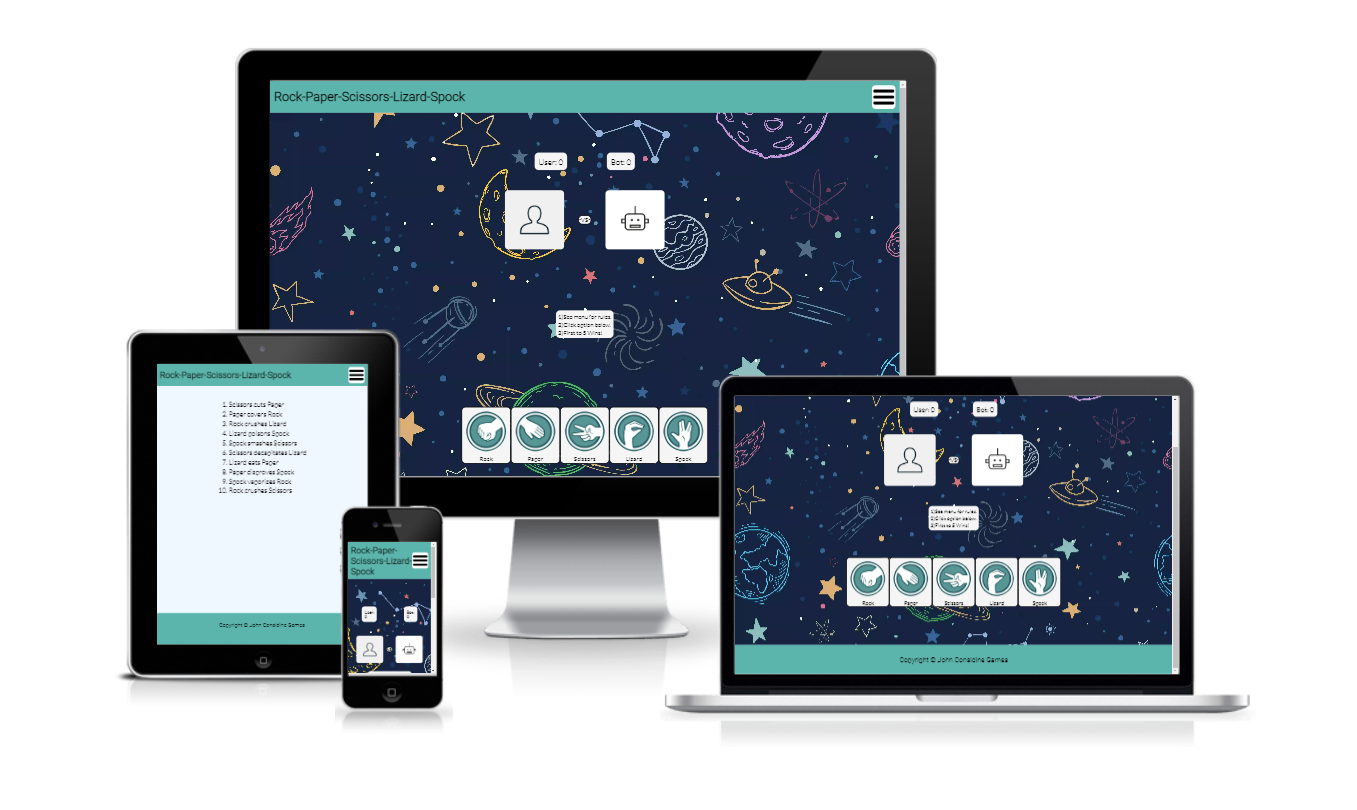 Rock-Paper-Scissors-Lizard-Spock
User: 0
Bot: 0
VS
1)See menu for rules.
2)Click option below.
3)First to 5 Wins!
Rock
Paper
Scissors
Lizard
Spock
Rock-Paper-Scissors-Lizard-Spock
1. Scissors cuts Paper
2. Paper covers Rock
3. Rock crushes Lizard
4. Lizard poisons Spock
5. Spock smashes Scissors
6. Scissors decapitates Lizard
7. Lizard eats Paper
8. Paper disproves Spock
9. Spock vaporizes Rock
10. Rock crushes Scissors
Copyright © John Considine Games
Rock-Paper-
Scissors-Lizard-
Spock
User:
0
Bot:
0
User: 0
Bot: 0
VS
1)See menu for rules.
2)Click option below.
3)First to 5 Wins!
Rock
Paper
Scissors
Lizard
Spock
Copyright © John Considine Games